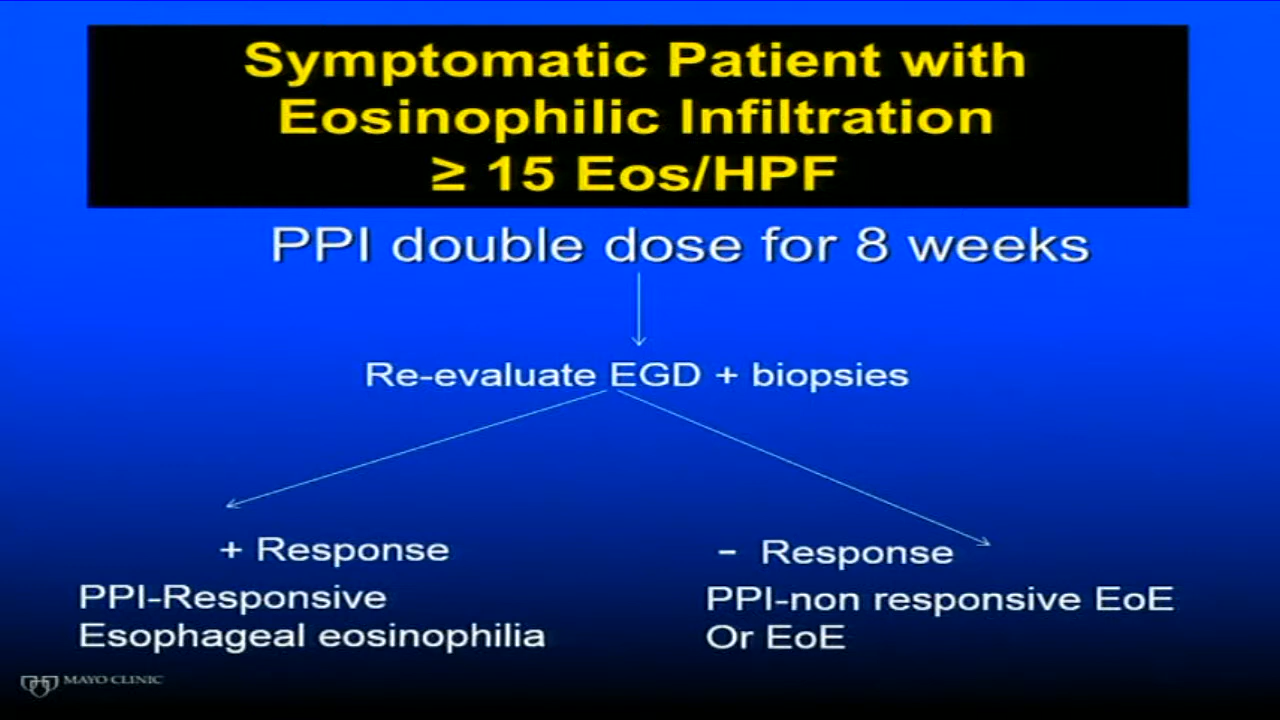 Symptomatic Patient with
Eosinophilic Infiltration
≥ 15 Eos/HPF
PPI double dose for 8 weeks
Re-evaluate EGD + biopsies
+ Response
PPI-Responsive
Esophageal eosinophilia
– Response
PPI-non responsive EoE
Or EoE
MAYO CLINIC